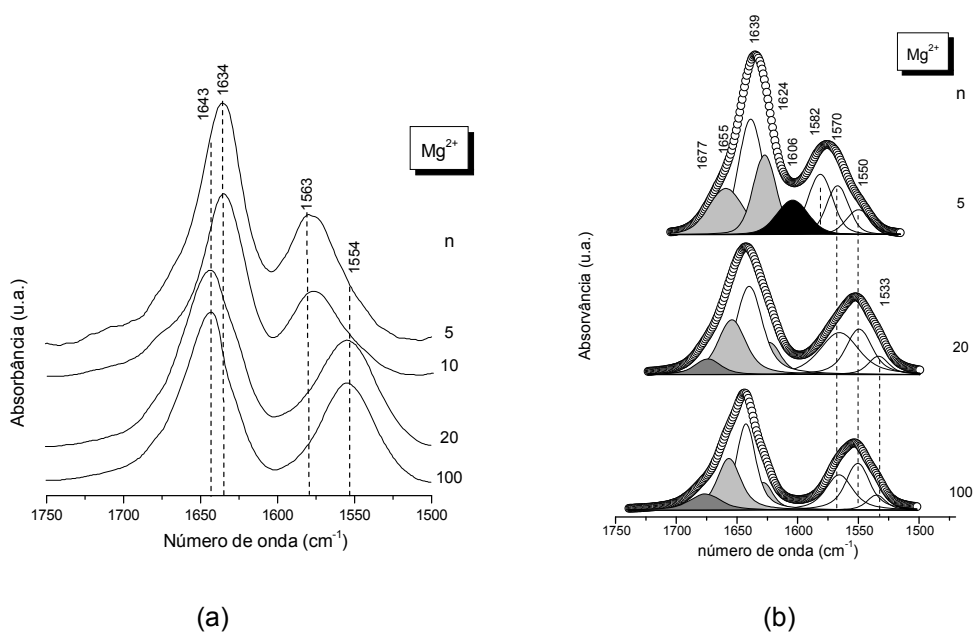 1643
1634
1563
1554
Mg2+
n
5
10
20
100
Absorbância (u.a.)
1750 1700 1650 1600 1550 1500
Número de onda (cm-1)
(a)
1639
1677
1655
1624
1606
1582
1570
1550
Mg2+
n
5
1533
20
100
Absorvância (u.a.)
1750 1700 1650 1600 1550 1500
número de onda (cm-1)
(b)